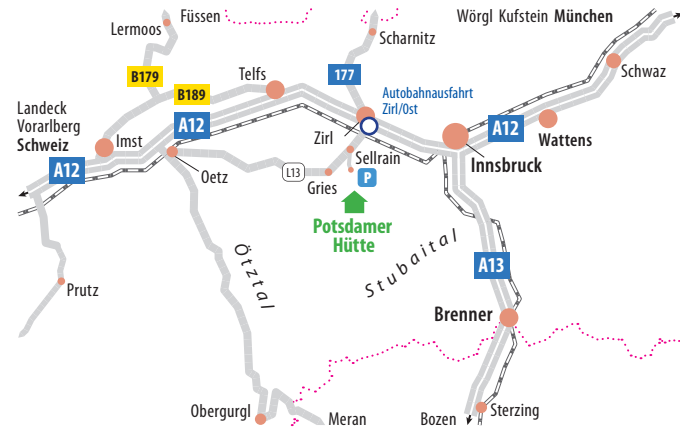 Füssen
Wörgl Kufstein München
Lermoos
Scharnitz
B179
177
Schwaz
Telfs
B189
Autobahnausfahrt
Zirl/Ost
Landeck
Vorarlberg
Schweiz
A12
A12
Imst
Zirl
Wattens
A12
Sellrain
Innsbruck
Oetz
L13
P
Gries
Potsdamer
Hütte
Ötztal
Stubaital
A13
Prutz
Brenner
Obergurgl
Meran
Bozen
Sterzing